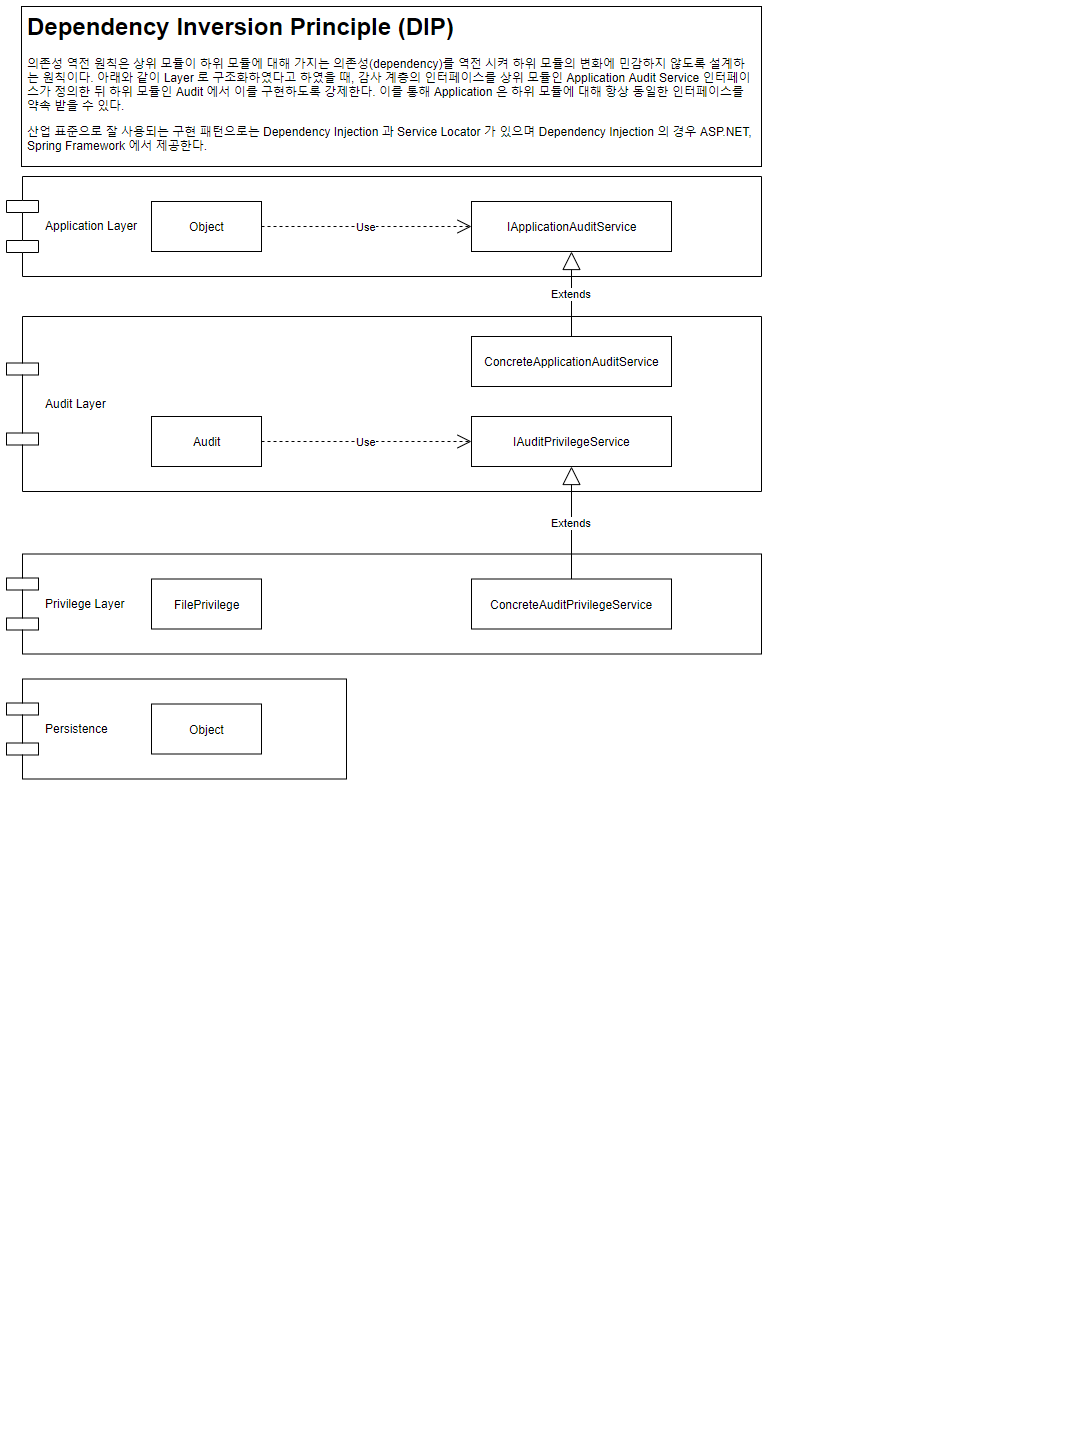 Dependency Inversion Principle (DIP)
의존성 역전 원칙은 상위 모듈이 하위 모듈에 대해 가지는 의존성(dependency)를 역전 시켜 하위 모듈의 변화에 민감하지 않도록 설계하
는 원칙이다. 아래와 같이 Layer 로 구조화하였다고 하였을 때, 감사 계층의 인터페이스를 상위 모듈인 Application Audit Service 인터페이
스가 정의한 뒤 하위 모듈인 Audit 에서 이를 구현하도록 강제한다. 이를 통해 Application 은 하위 모듈에 대해 항상 동일한 인터페이스를
약속 받을 수 있다.
산업 표준으로 잘 사용되는 구현 패턴으로는 Dependency Injection 과 Service Locator 가 있으며 Dependency Injection 의 경우 ASP.NET,
Spring Framework 에서 제공한다.
Application Layer
Object
Use
IApplicationAuditService
Extends
ConcreteApplicationAuditService
Audit Layer
Audit
Use
IAuditPrivilegeService
Extends
Privilege Layer
FilePrivilege
ConcreteAuditPrivilegeService
Persistence
Object